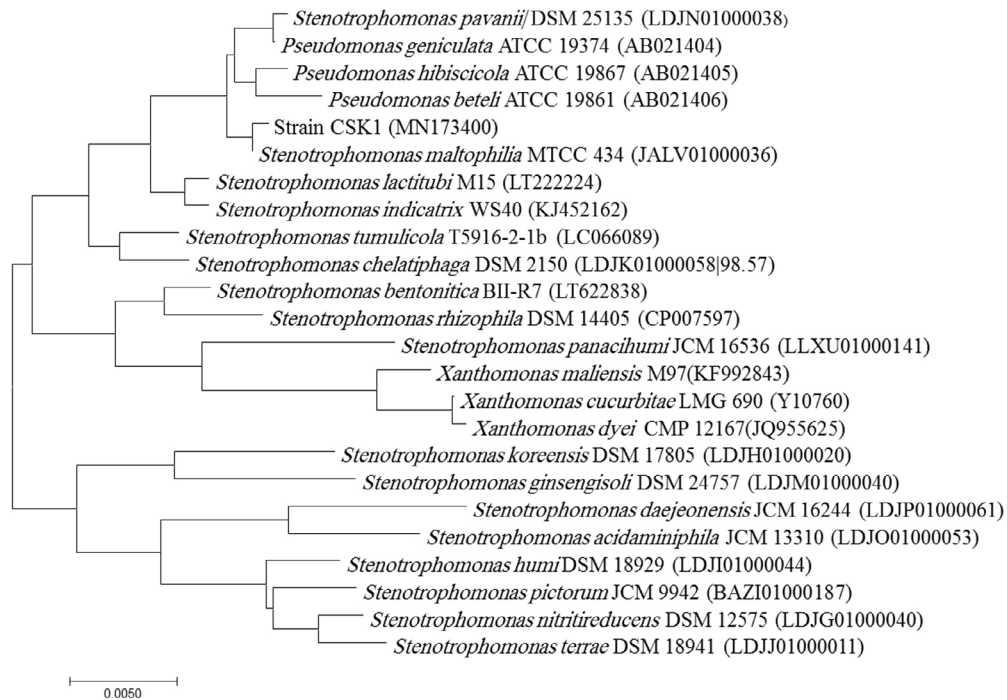 Stenotrophomonas pavanii/DSM 25135 (LDJN01000038)
Pseudomonas geniculata ATCC 19374 (AB021404)
Pseudomonas hibiscicola ATCC 19867 (AB021405)
Pseudomonas beteli ATCC 19861 (AB021406)
Strain CSK1 (MN173400)
Stenotrophomonas maltophilia MTCC 434 (JALV01000036)
Stenotrophomonas lactitubi M15 (LT222224)
Stenotrophomonas indicatrix WS40 (KJ452162)
Stenotrophomonas tumulicola T5916-2-1b (LC066089)
Stenotrophomonas chelatiphaga DSM 2150 (LDJK01000058|98.57)
Stenotrophomonas bentonitica BII-R7 (LT622838)
Stenotrophomonas rhizophila DSM 14405 (CP007597)
Stenotrophomonas panacihumi JCM 16536 (LLXU01000141)
Xanthomonas maliensis M97(KF992843)
Xanthomonas cucurbitae LMG 690 (Y10760)
Xanthomonas dyei CMP 12167(JQ955625)
Stenotrophomonas koreensis DSM 17805 (LDJH01000020)
Stenotrophomonas ginsengisoli DSM 24757 (LDJM01000040)
Stenotrophomonas daejeonensis JCM 16244 (LDJP01000061)
Stenotrophomonas acidaminiphila JCM 13310 (LDJO01000053)
Stenotrophomonas humi DSM 18929 (LDJI01000044)
Stenotrophomonas pictorum JCM 9942 (BAZI01000187)
Stenotrophomonas nitritireducens DSM 12575 (LDJG01000040)
Stenotrophomonas terrae DSM 18941 (LDJJ01000011)
0.0050